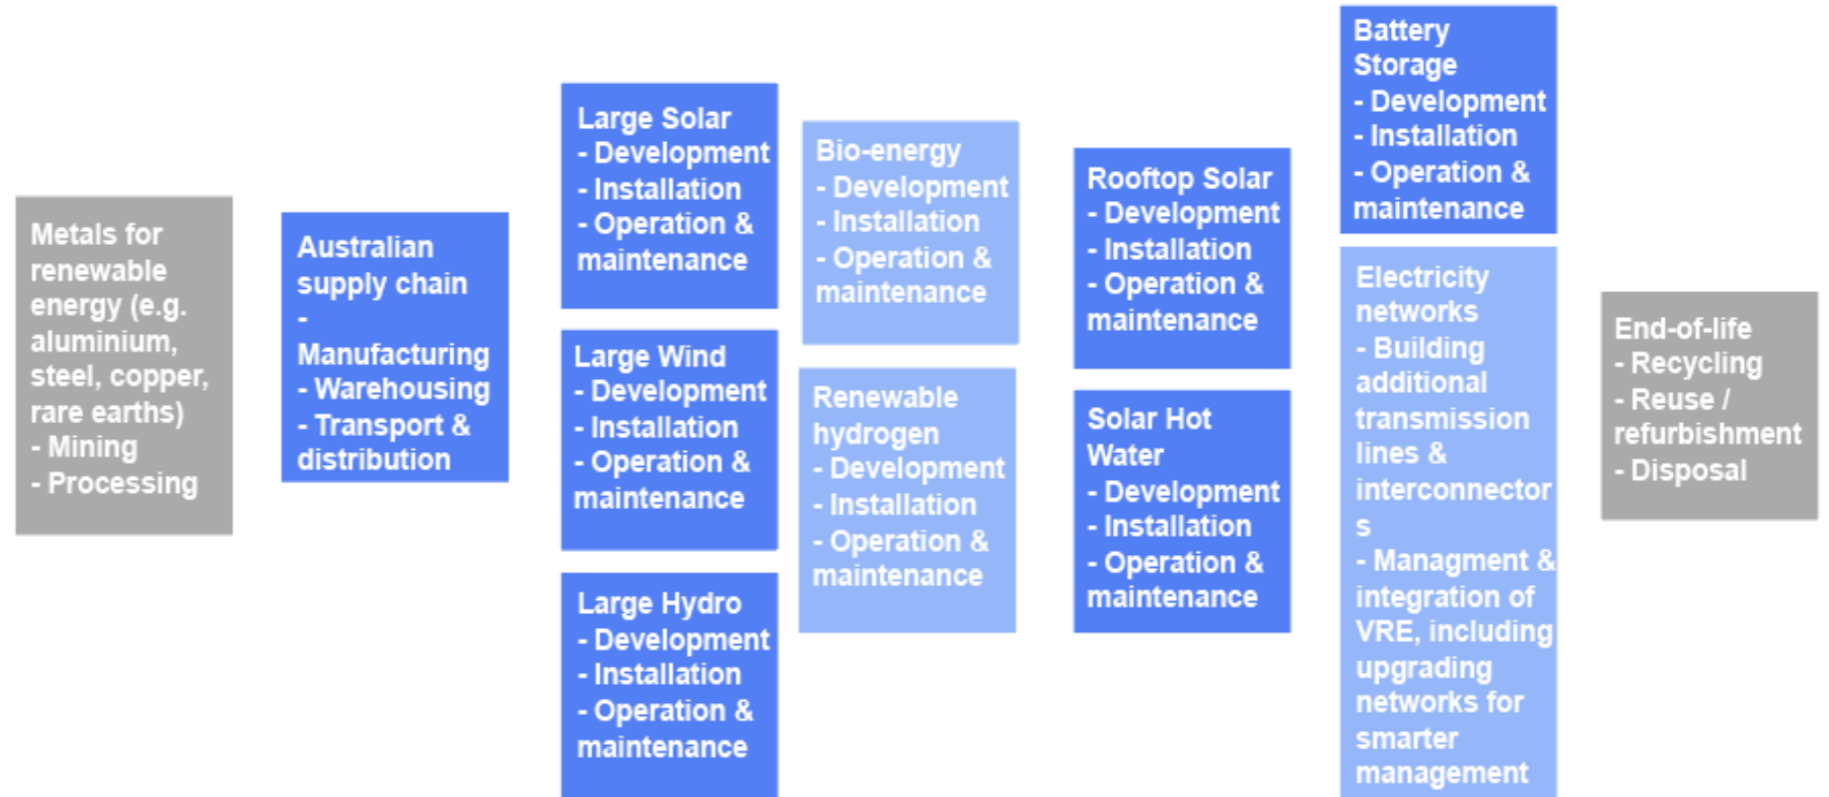 Metals for
renewable
energy (e.g.
aluminium,
steel, copper,
rare earths)
- Mining
- Processing
Australian
supply chain
-
Manufacturing
- Warehousing
- Transport &
distribution
Large Solar
- Development
- Installation
- Operation &
maintenance
Large Wind
- Development
- Installation
- Operation &
maintenance
Large Hydro
- Development
- Installation
- Operation &
maintenance
Bio-energy
- Development
- Installation
- Operation &
maintenance
Renewable
hydrogen
- Development
- Installation
- Operation &
maintenance
Rooftop Solar
- Development
- Installation
- Operation &
maintenance
Solar Hot
Water
- Development
- Installation
- Operation &
maintenance
Battery
Storage
- Development
- Installation
- Operation &
maintenance
Electricity
networks
- Building
additional
transmission
lines &
interconnector
s
- Managment &
integration of
VRE, including
upgrading
networks for
smarter
management
End-of-life
- Recycling
- Reuse /
refurbishment
- Disposal